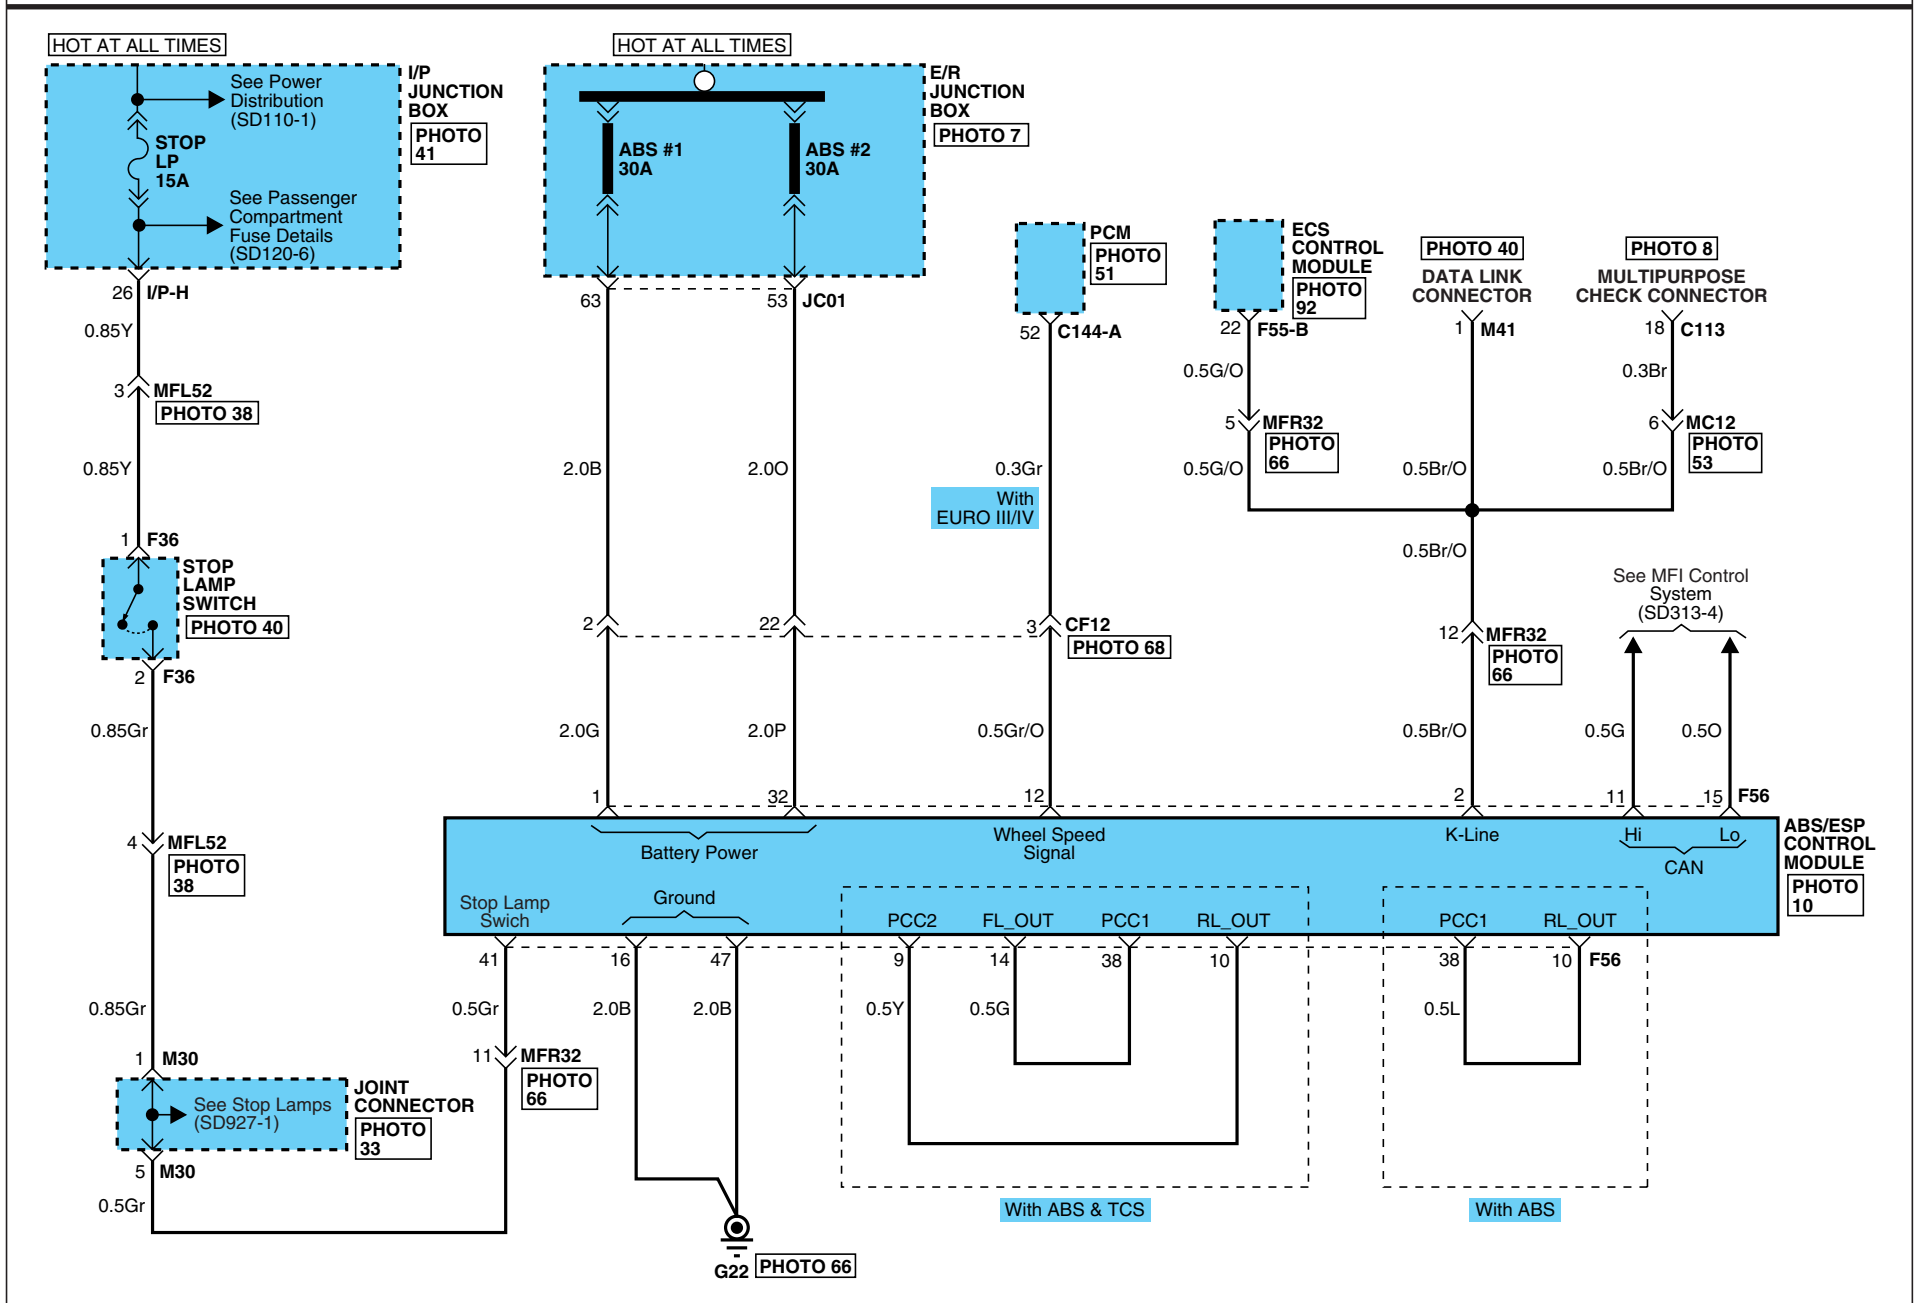 HOT AT ALL TIMES
See Power
Distribution
(SD110-1)
STOP
LP
15A
See Passenger
Compartment
Fuse Details
(SD120-6)
I/P
JUNCTION
BOX
PHOTO
41
26 I/P-H
0.85Y
3 MFL52
PHOTO 38
0.85Y
1 F36
STOP
LAMP
SWITCH
PHOTO 40
2 F36
0.85Gr
4 MFL52
PHOTO
38
0.85Gr
1 M30
See Stop Lamps
(SD927-1)
JOINT
CONNECTOR
PHOTO
33
5 M30
0.5Gr
HOT AT ALL TIMES
ABS #1
30A
ABS #2
30A
E/R
JUNCTION
BOX
PHOTO 7
63
53 JC01
2.0B
2.0O
2
22
2.0G
2.0P
1
32
PCM
PHOTO
51
52 C144-A
0.3Gr
With
EURO III/IV
3 CF12
PHOTO 68
0.5Gr/O
12
ECS
CONTROL
MODULE
PHOTO
92
22 F55-B
0.5G/O
5 MFR32
PHOTO
66
0.5G/O
PHOTO 40
DATA LINK
CONNECTOR
1 M41
0.5Br/O
PHOTO 8
MULTIPURPOSE
CHECK CONNECTOR
18 C113
0.3Br
6 MC12
PHOTO
53
0.5Br/O
0.5Br/O
12 MFR32
PHOTO
66
0.5Br/O
2
See MFI Control
System
(SD313-4)
0.5G
0.5O
11
15 F56
Battery Power
Wheel Speed
Signal
K-Line
Hi
Lo
CAN
ABS/ESP
CONTROL
MODULE
PHOTO
10
Stop Lamp
Swich
Ground
PCC2
FL_OUT
PCC1
RL_OUT
PCC1
RL_OUT
41
16
47
9
14
38
10
38
10 F56
0.5Gr
2.0B
2.0B
0.5Y
0.5G
0.5L
11 MFR32
PHOTO
66
With ABS & TCS
With ABS
G22 PHOTO 66